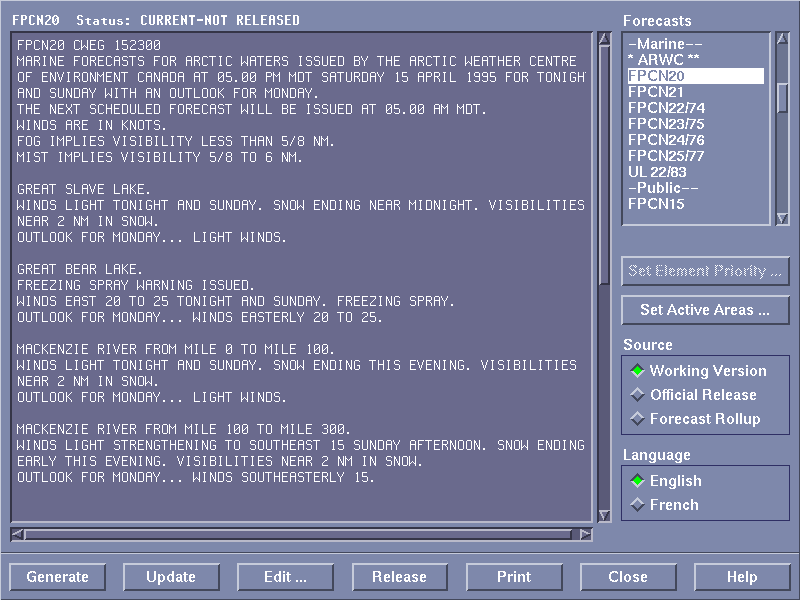 FPCN20  Status: CURRENT-NOT RELEASED
FPCN20 CWEG 152300
MARINE FORECASTS FOR ARCTIC WATERS ISSUED BY THE ARCTIC WEATHER CENTRE
OF ENVIRONMENT CANADA AT 05.00 PM MDT SATURDAY 15 APRIL 1995 FOR TONIGH
AND SUNDAY WITH AN OUTLOOK FOR MONDAY.
THE NEXT SCHEDULED FORECAST WILL BE ISSUED AT 05.00 AM MDT.
WINDS ARE IN KNOTS.
FOG IMPLIES VISIBILITY LESS THAN 5/8 NM.
MIST IMPLIES VISIBILITY 5/8 TO 6 NM.
GREAT SLAVE LAKE.
WINDS LIGHT TONIGHT AND SUNDAY. SNOW ENDING NEAR MIDNIGHT. VISIBILITIES
NEAR 2 NM IN SNOW.
OUTLOOK FOR MONDAY... LIGHT WINDS.
GREAT BEAR LAKE.
FREEZING SPRAY WARNING ISSUED.
WINDS EAST 20 TO 25 TONIGHT AND SUNDAY. FREEZING SPRAY.
OUTLOOK FOR MONDAY... WINDS EASTERLY 20 TO 25.
MACKENZIE RIVER FROM MILE 0 TO MILE 100.
WINDS LIGHT TONIGHT AND SUNDAY. SNOW ENDING THIS EVENING. VISIBILITIES
NEAR 2 NM IN SNOW.
OUTLOOK FOR MONDAY... LIGHT WINDS.
MACKENZIE RIVER FROM MILE 100 TO MILE 300.
WINDS LIGHT STRENGTHENING TO SOUTHEAST 15 SUNDAY AFTERNOON. SNOW ENDING
EARLY THIS EVENING. VISIBILITIES NEAR 2 NM IN SNOW.
OUTLOOK FOR MONDAY... WINDS SOUTHEASTERLY 15.
Forecasts
-Marine--
* ARWC **
FPCN20
FPCN21
FPCN22/74
FPCN23/75
FPCN24/76
FPCN25/77
UL 22/83
-Public--
FPCN15
Set Element Priority ...
Set Active Areas ...
Source
Working Version
Official Release
Forecast Rollup
Language
English
French
Generate
Update
Edit ...
Release
Print
Close
Help